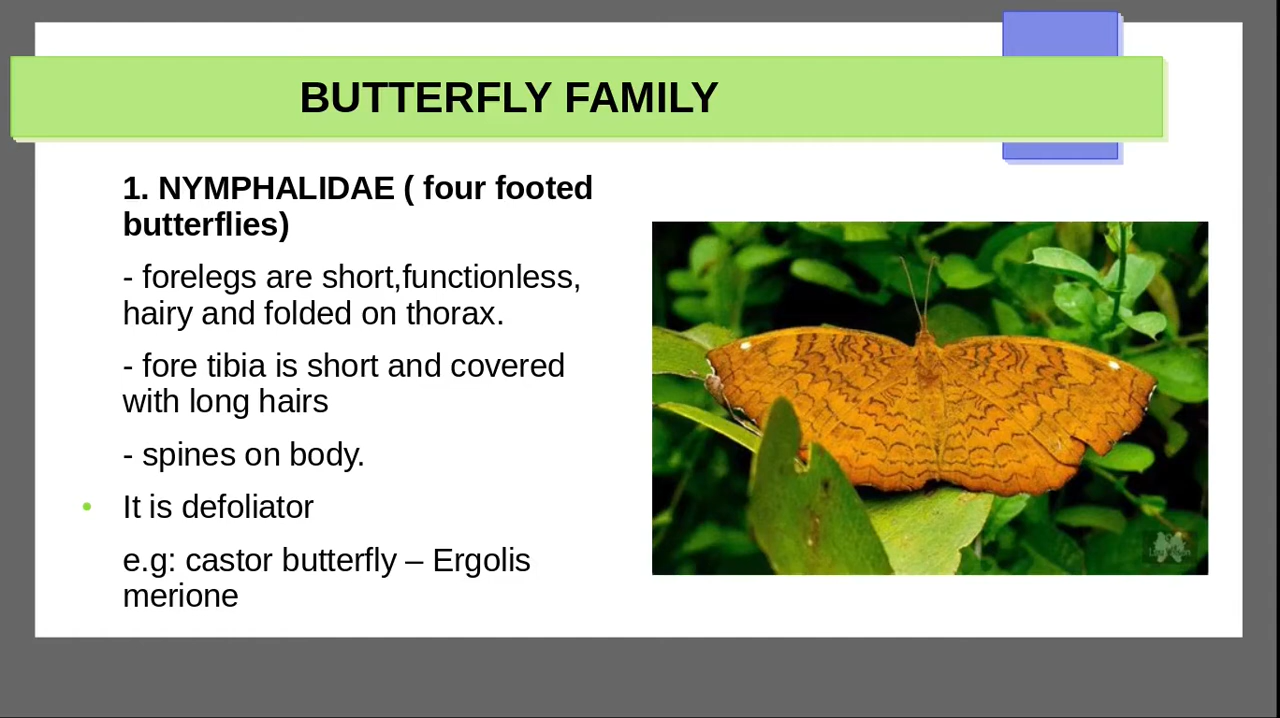 BUTTERFLY FAMILY
1. NYMPHALIDAE ( four footed
butterflies)
- forelegs are short,functionless,
hairy and folded on thorax.
- fore tibia is short and covered
with long hairs
- spines on body.
• It is defoliator
e.g: castor butterfly – Ergolis
merione